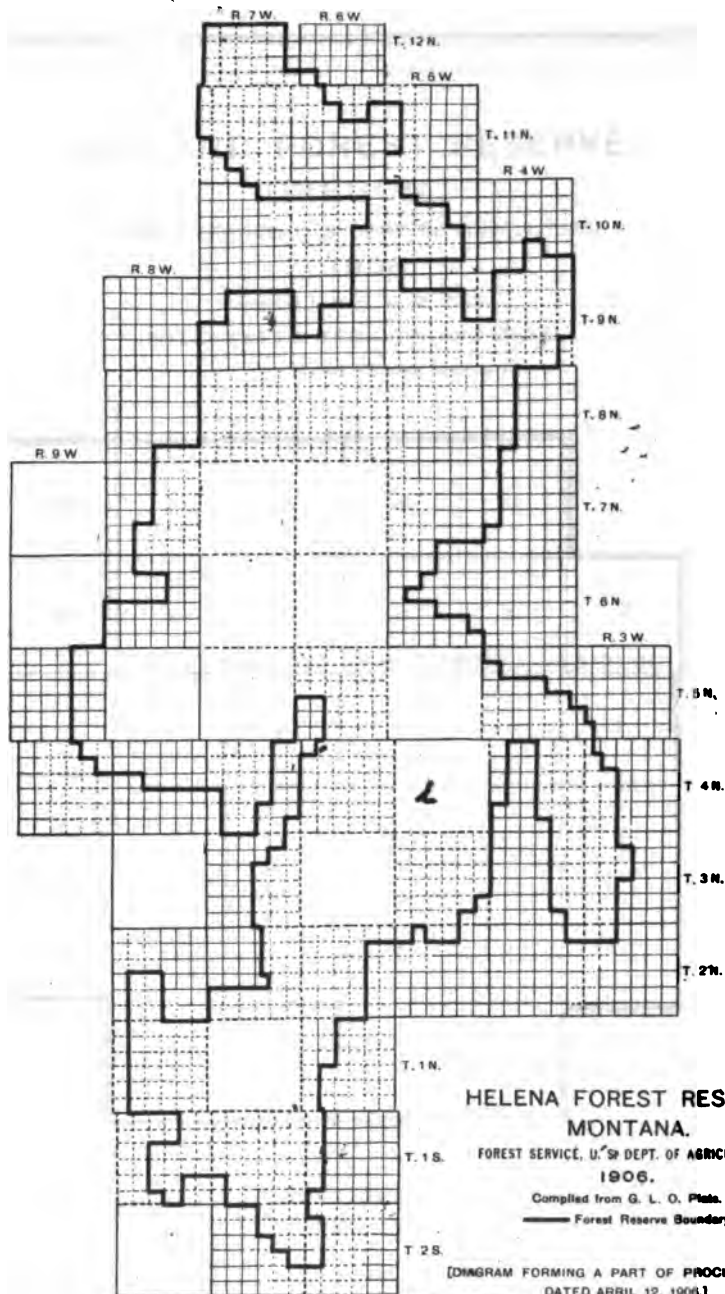 R. 7 W. R. 6 W.
T. 12 N.
R. 5 W.
T. 11 N.
R 4 W.
T. 10 N.
R. 8 W.
T. 9 N.
T. 8 N.
R. 9 W
T. 7 N.
T 6 N
R. 3 W.
T. 5 N.
T 4 N.
T. 3 N.
T. 2 N.
T. 1 N.
HELENA FOREST RES
MONTANA.
T. 1 S.
FOREST SERVICE, U. S. DEPT. OF AGRIC
1906.
Compiled from G. L. O. Plats.
Forest Reserve Boundar
T 2 S.
[DIAGRAM FORMING A PART OF PROCL
DATED APRIL 12, 1906]